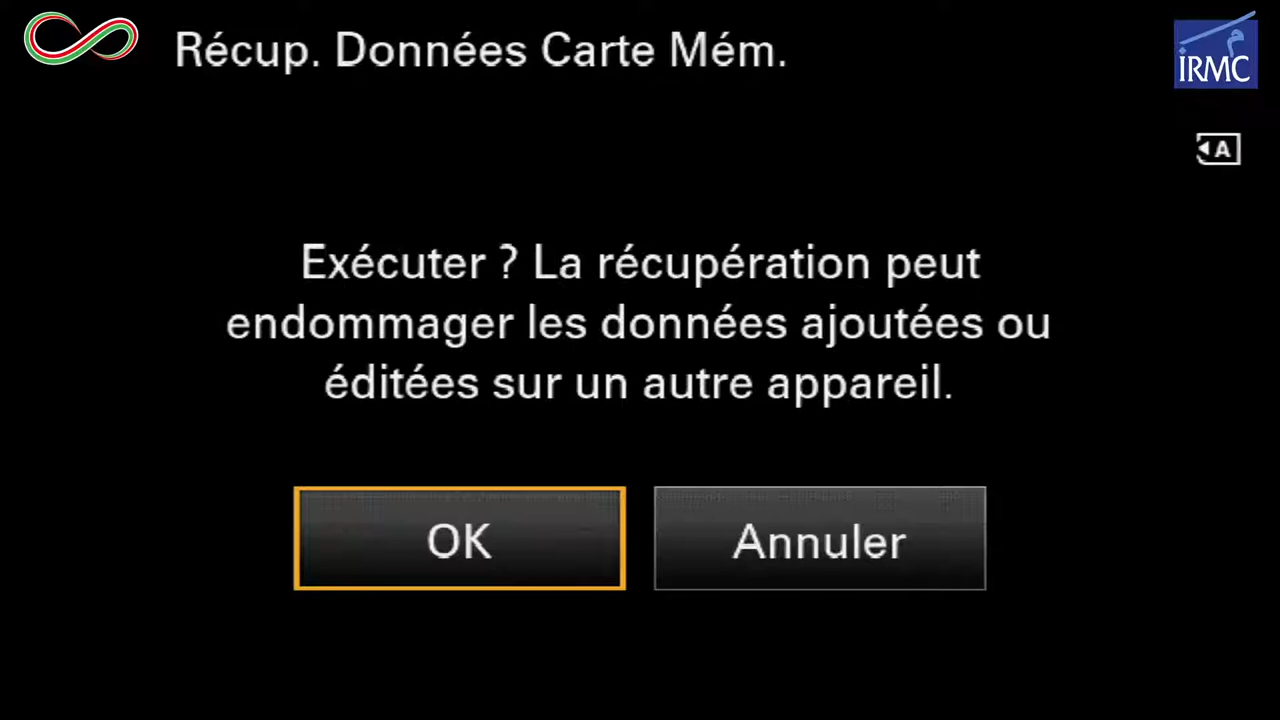 Récup. Données Carte Mém.
IRMC
A
Exécuter ? La récupération peut
endommager les données ajoutées ou
éditées sur un autre appareil.
OK
Annuler